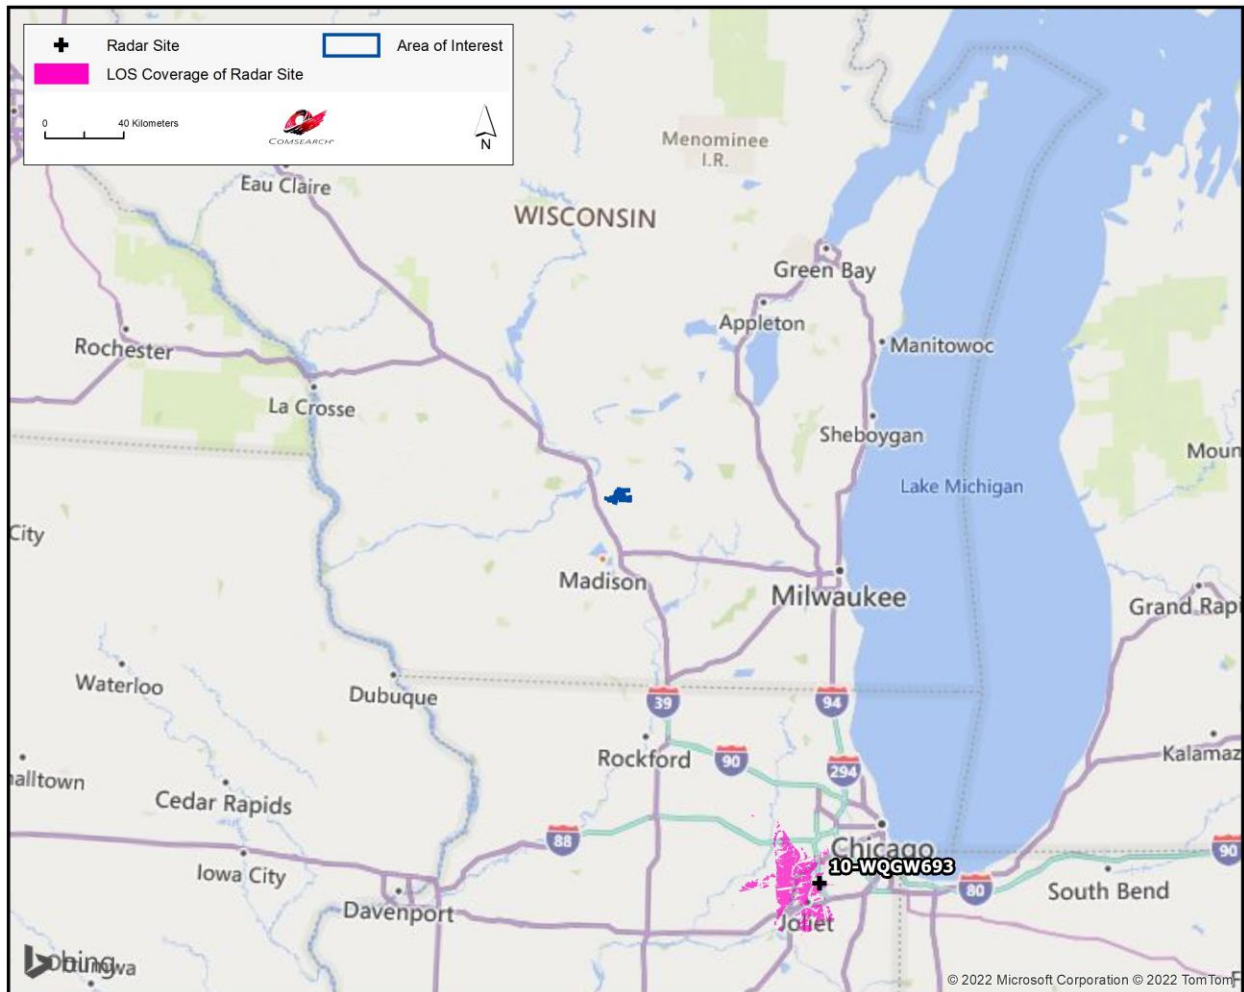 Radar Site
Area of Interest
LOS Coverage of Radar Site
0
40 Kilometers
COMSEARCH
N
Eau Claire
Menominee
I.R.
WISCONSIN
Green Bay
Appleton
Manitowoc
Rochester
La Crosse
Sheboygan
Moun
Lake Michigan
City
Madison
Milwaukee
Grand Rapi
Waterloo
Dubuque
39
94
Rockford
90
294
Kalamaz
alltown
Cedar Rapids
88
Chicago
90
10-WQGW693
Iowa City
80
South Bend
Davenport
Joliet
bing
Ottumwa
© 2022 Microsoft Corporation © 2022 TomTom